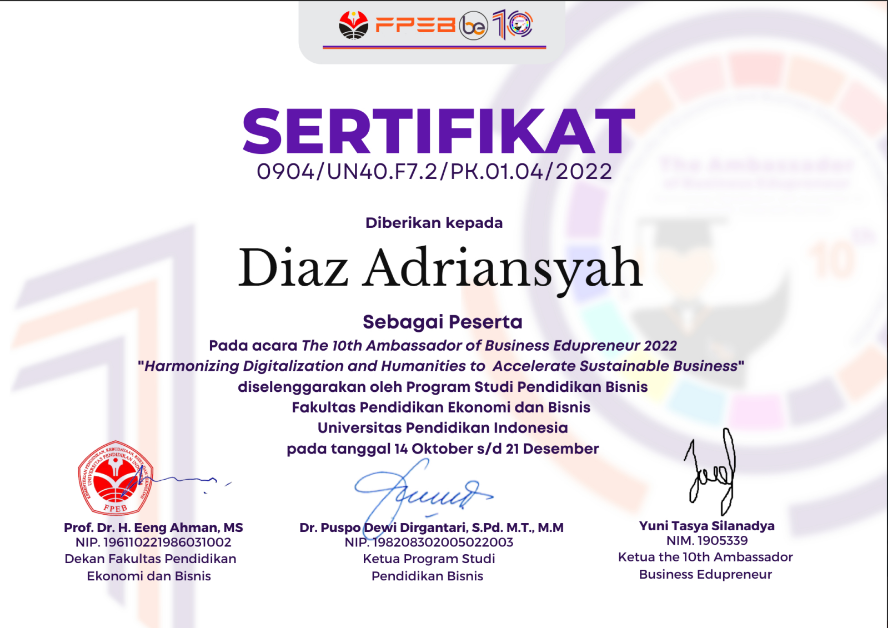 FPEB be 10
SERTIFIKAT
0904/UN40.F7.2/PK.01.04/2022
The Ambassador
of Business Edupreneur
10th
Diberikan kepada
Diaz Adriansyah
Sebagai Peserta
Pada acara The 10th Ambassador of Business Edupreneur 2022
"Harmonizing Digitalization and Humanities to Accelerate Sustainable Business"
diselenggarakan oleh Program Studi Pendidikan Bisnis
Fakultas Pendidikan Ekonomi dan Bisnis
Universitas Pendidikan Indonesia
pada tanggal 14 Oktober s/d 21 Desember
FPEB
Prof. Dr. H. Eeng Ahman, MS
NIP. 196110221986031002
Dekan Fakultas Pendidikan
Ekonomi dan Bisnis
Dr. Puspo Dewi Dirgantari, S.Pd. M.T., M.M
NIP. 198208302005022003
Ketua Program Studi
Pendidikan Bisnis
Yuni Tasya Silanadya
NIM. 1905339
Ketua the 10th Ambassador
Business Edupreneur